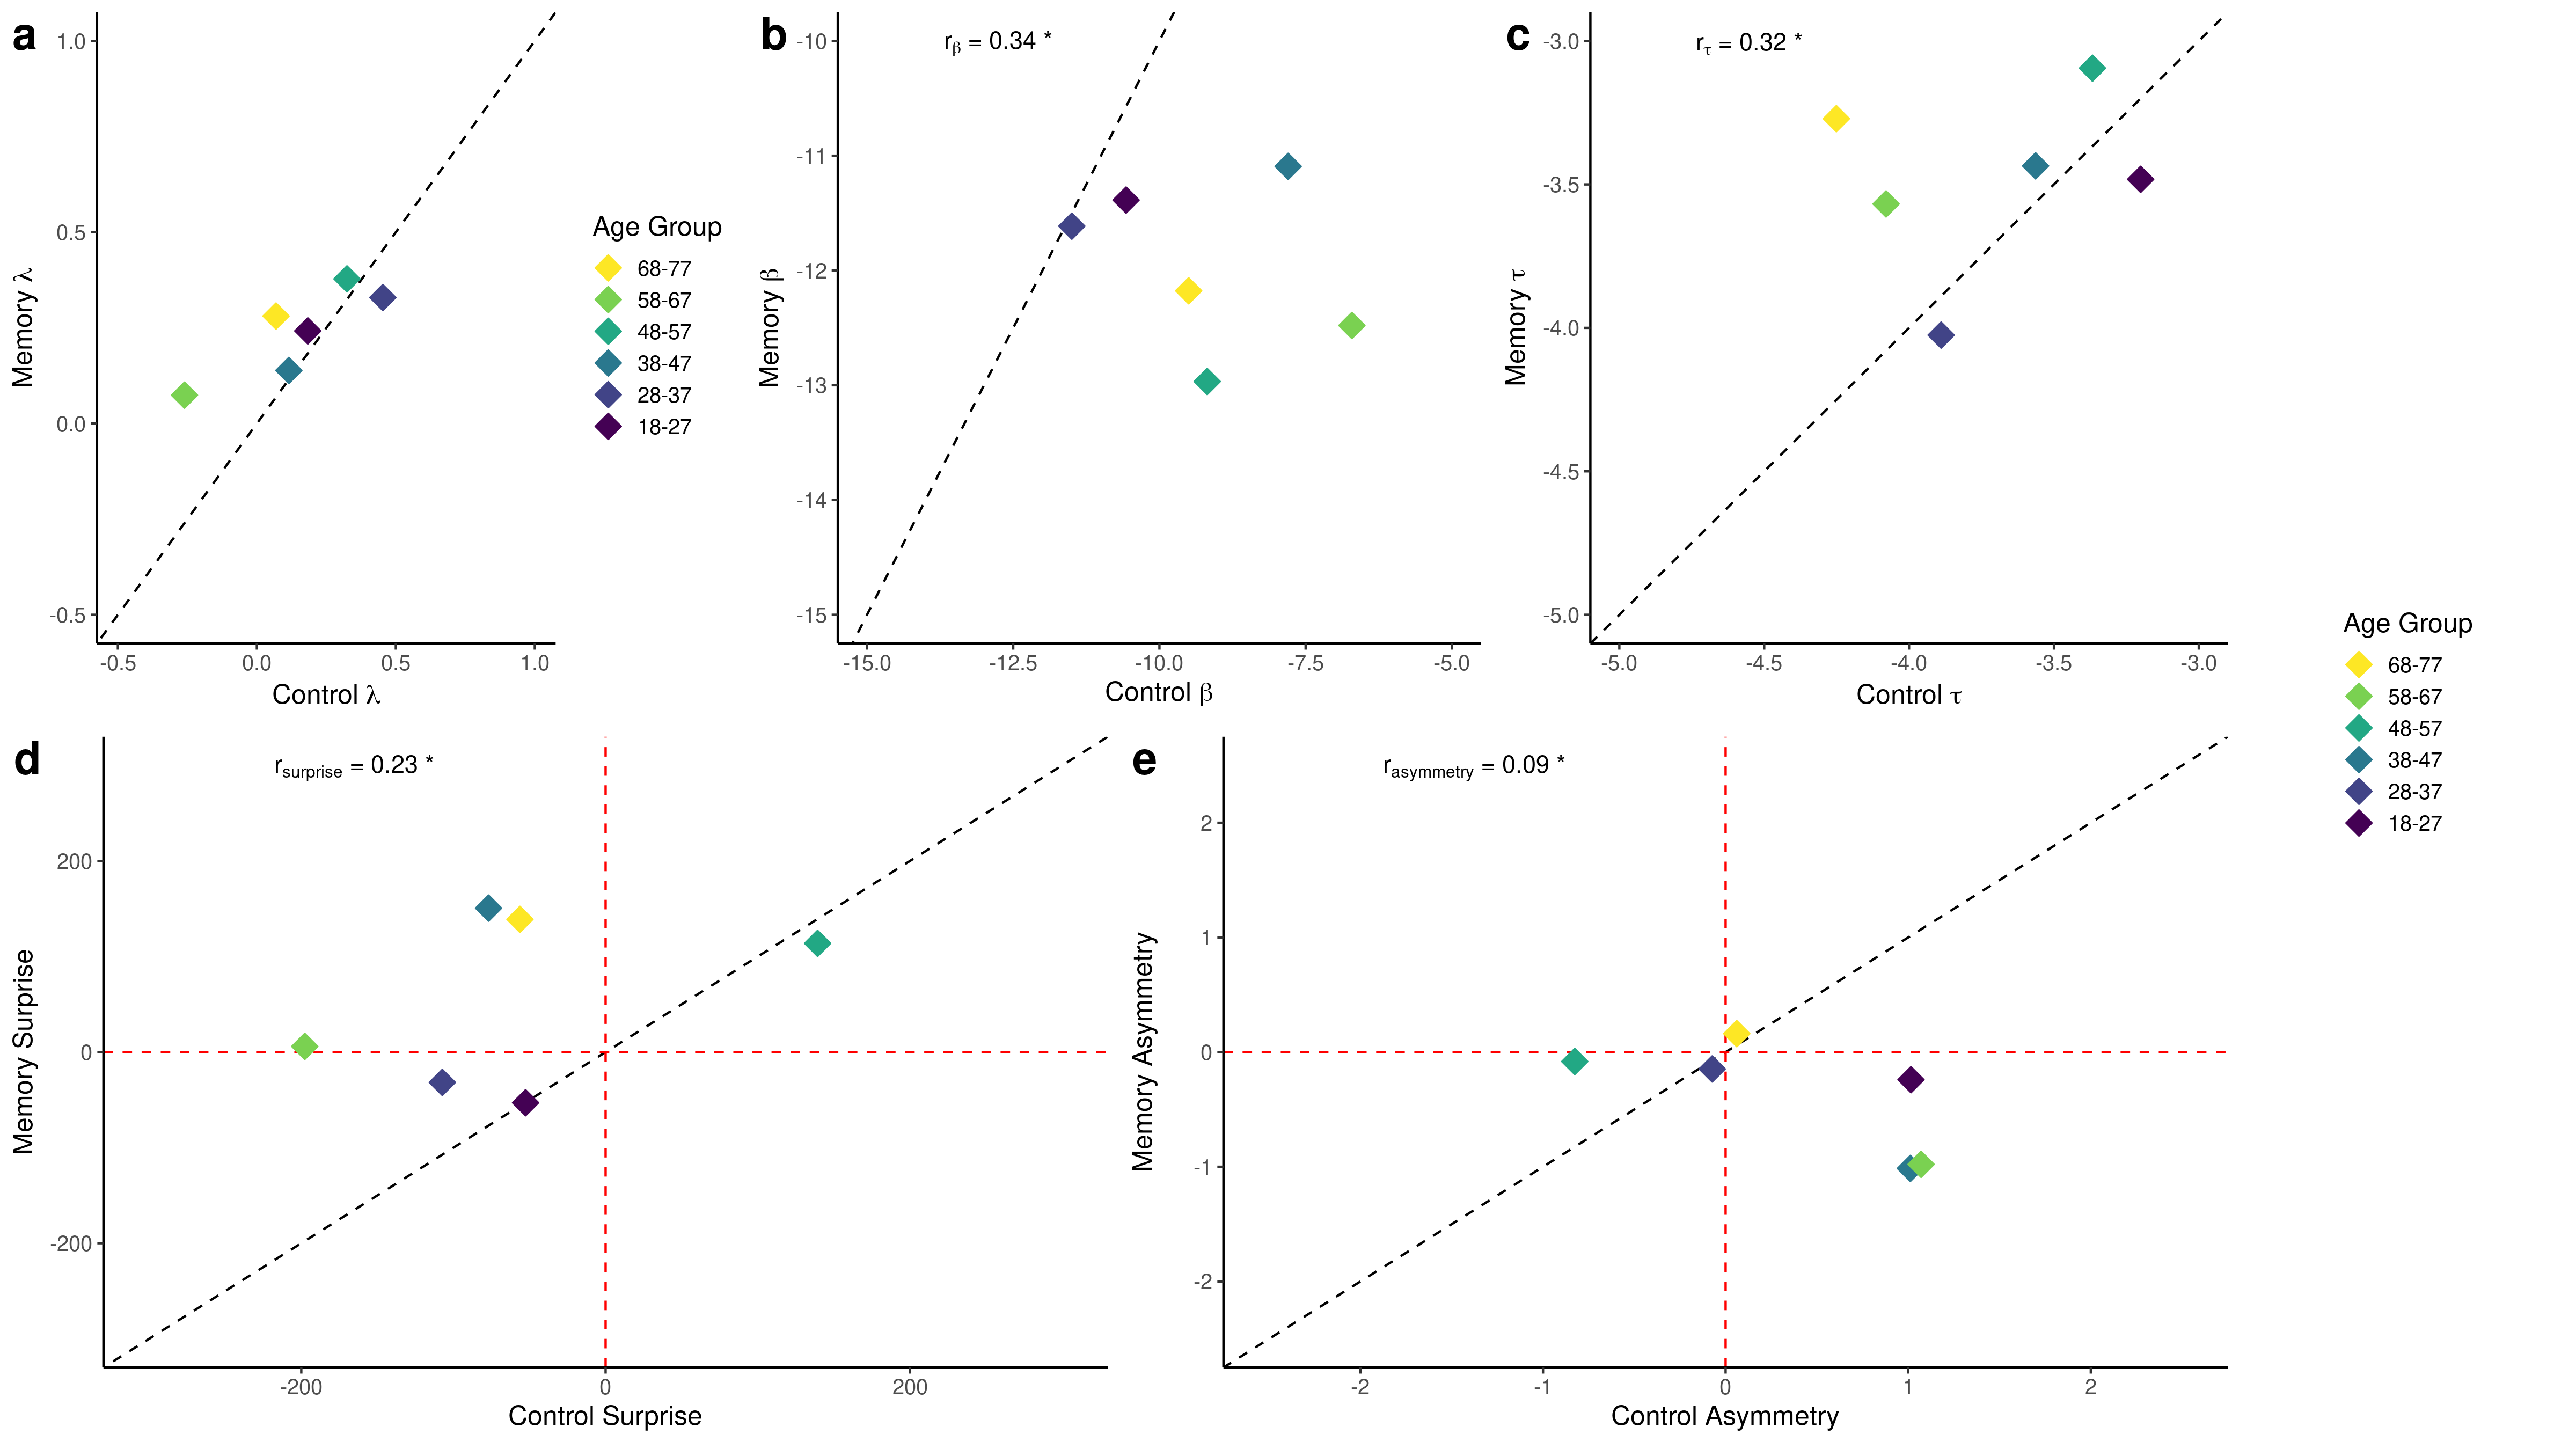 a
1.0
0.5
0.0
-0.5
-0.5 0.0 0.5 1.0
Memory λ
Control λ
Age Group
68-77
58-67
48-57
38-47
28-37
18-27
b
rβ = 0.34 *
-10
-11
-12
-13
-14
-15
-15.0 -12.5 -10.0 -7.5 -5.0
Memory β
Control β
c
rτ = 0.32 *
-3.0
-3.5
-4.0
-4.5
-5.0
-5.0 -4.5 -4.0 -3.5 -3.0
Memory τ
Control τ
d
rsurprise = 0.23 *
200
0
-200
-200 0 200
Memory Surprise
Control Surprise
e
rasymmetry = 0.09 *
2
1
0
-1
-2
-2 -1 0 1 2
Memory Asymmetry
Control Asymmetry
Age Group
68-77
58-67
48-57
38-47
28-37
18-27